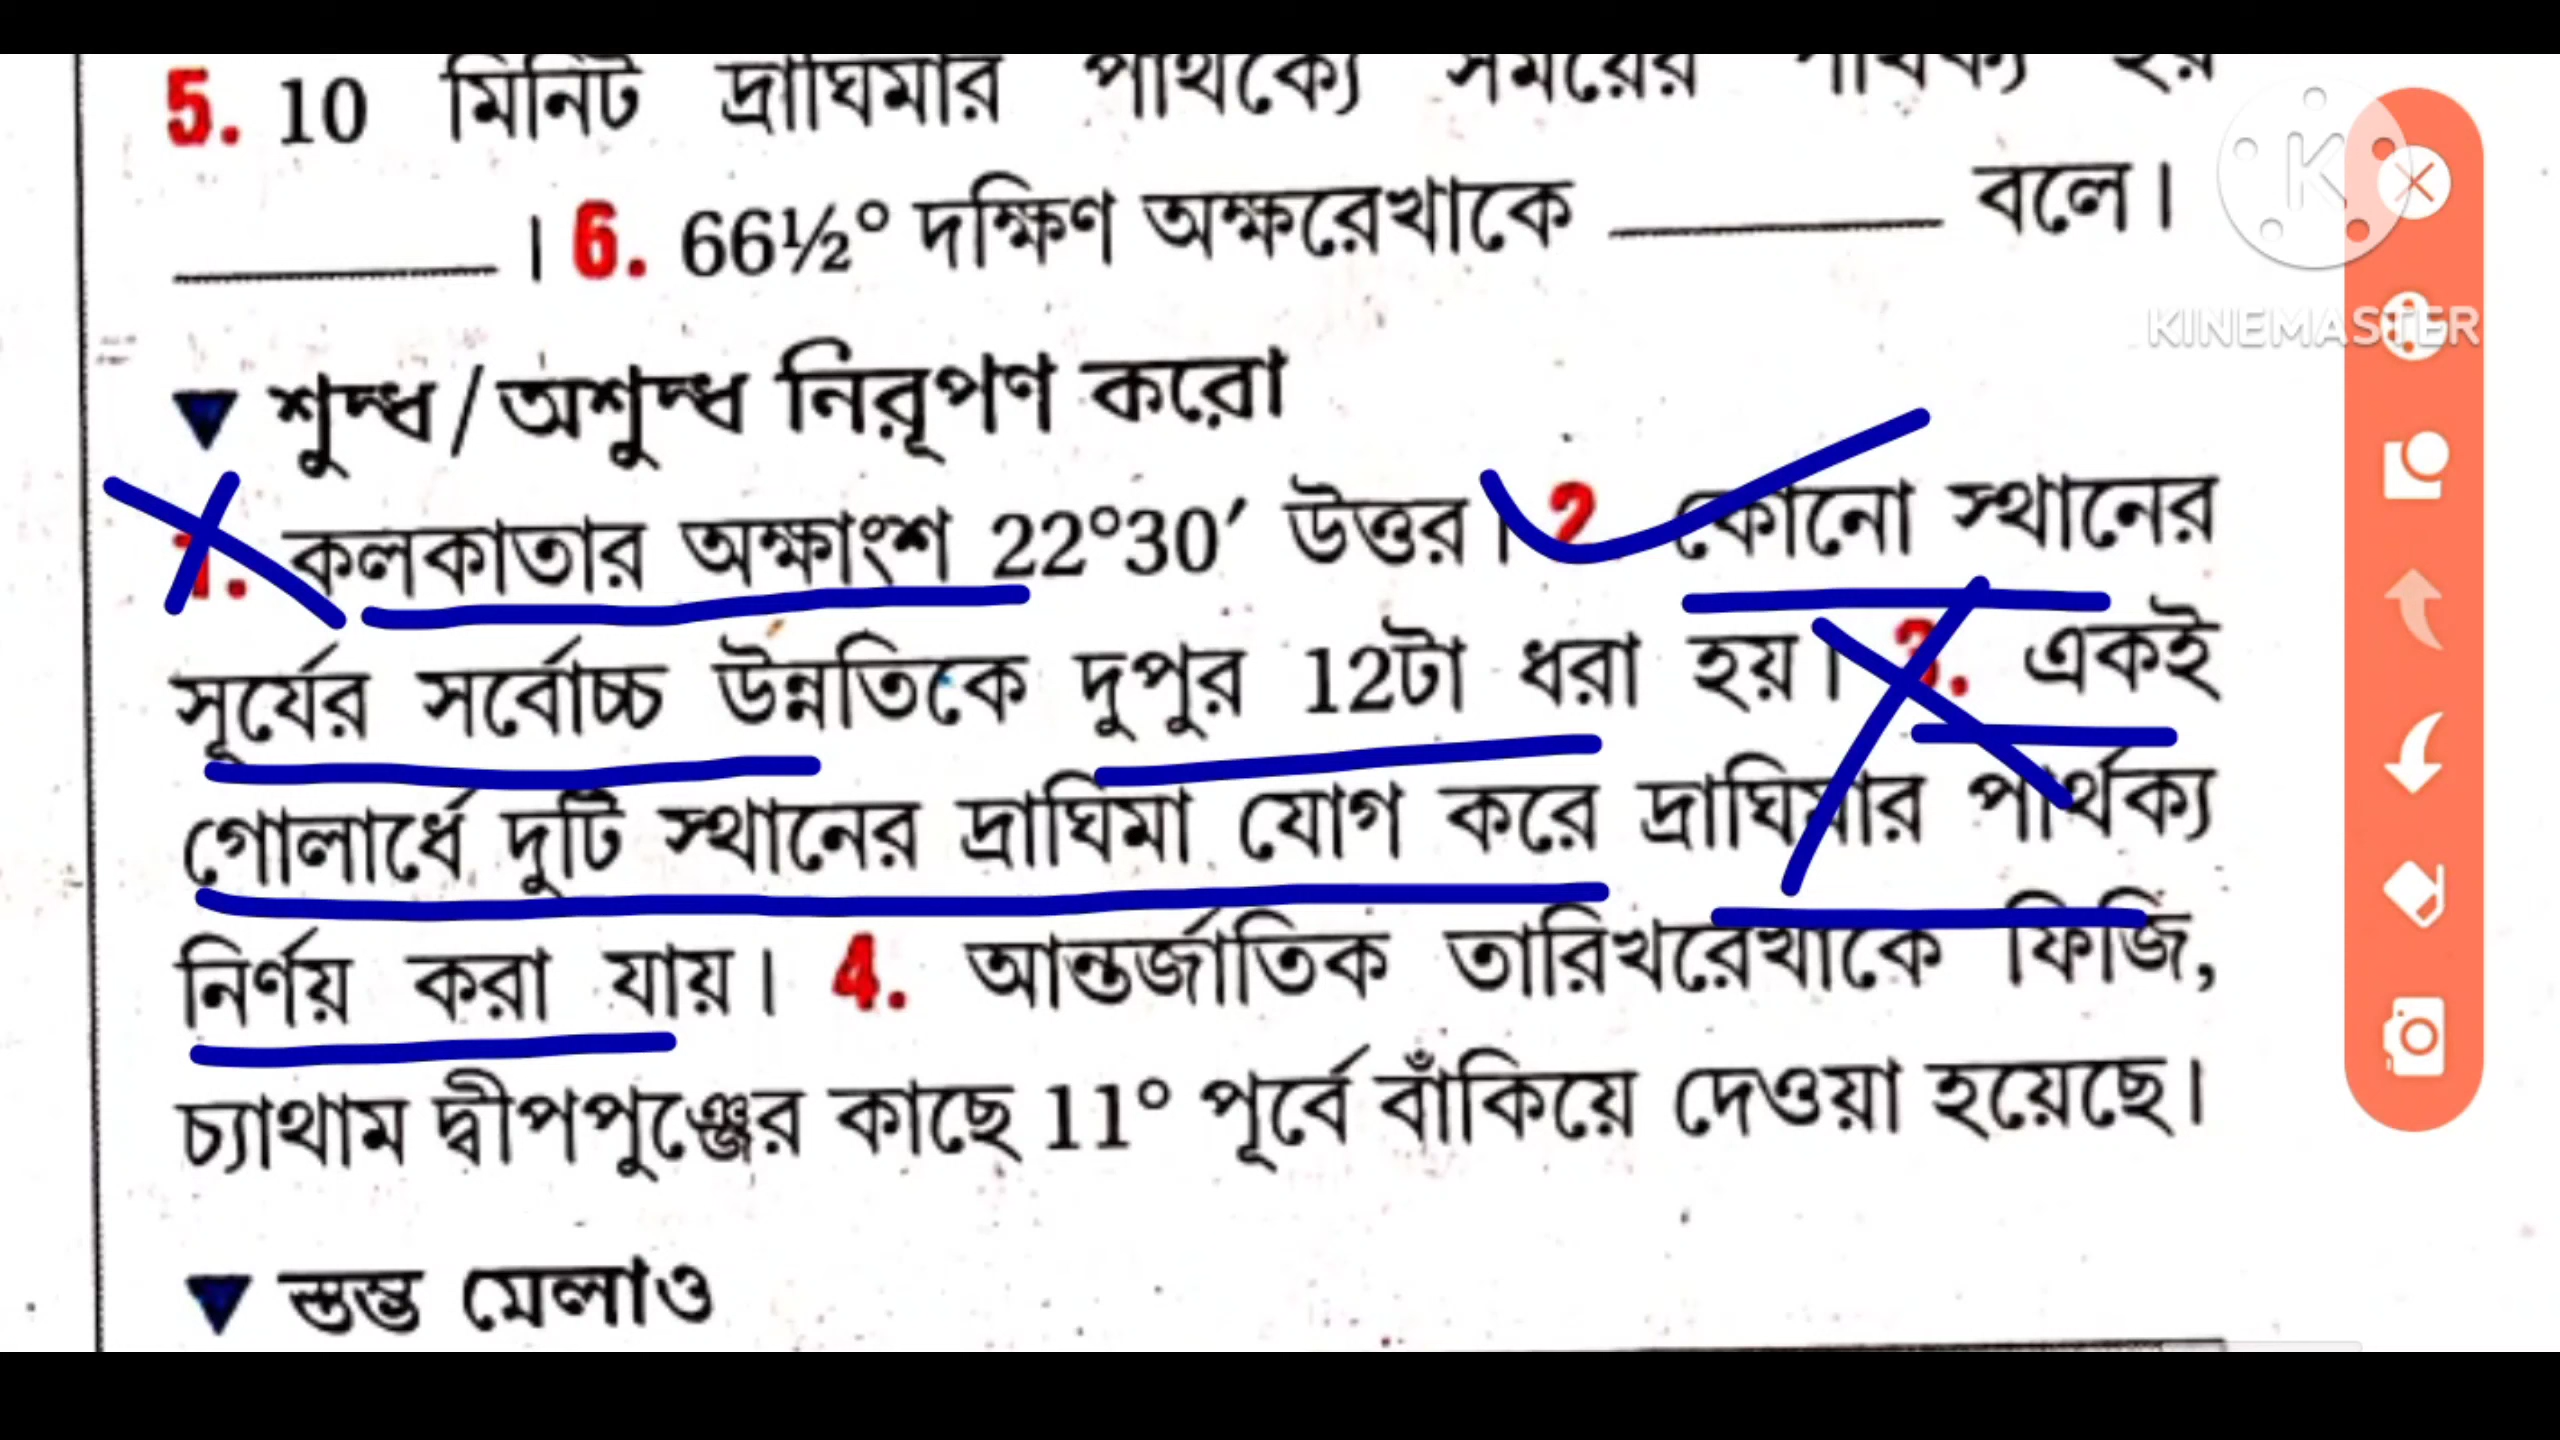 5. 10 মিনিট দ্রাঘিমার পার্থক্যে সময়ের পার্থক্য হয়
________ । 6. 66½° দক্ষিণ অক্ষরেখাকে ________ বলে।
KINEMASTER
▼ শুদ্ধ/অশুদ্ধ নিরূপণ করো
1. কলকাতার অক্ষাংশ 22°30′ উত্তর। 2. কোনো স্থানের
সূর্যের সর্বোচ্চ উন্নতিকে দুপুর 12টা ধরা হয়। 3. একই
গোলার্ধে দুটি স্থানের দ্রাঘিমা যোগ করে দ্রাঘিমার পার্থক্য
নির্ণয় করা যায়। 4. আন্তর্জাতিক তারিখরেখাকে ফিজি,
চ্যাথাম দ্বীপপুঞ্জের কাছে 11° পূর্বে বাঁকিয়ে দেওয়া হয়েছে।
▼ স্তম্ভ মেলাও